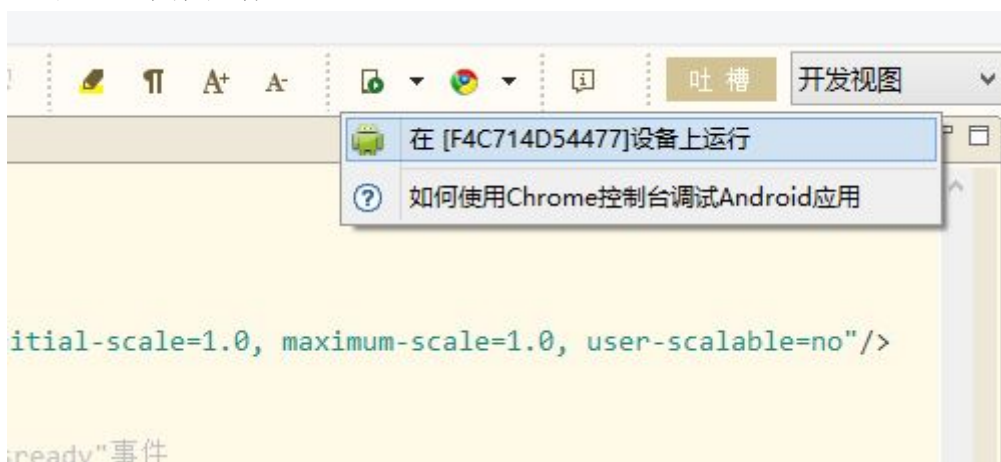 A+ A- 吐 槽 开发视图
在 [F4C714D54477]设备上运行
如何使用Chrome控制台调试Android应用
itial-scale=1.0, maximum-scale=1.0, user-scalable=no"/>
sready"事件